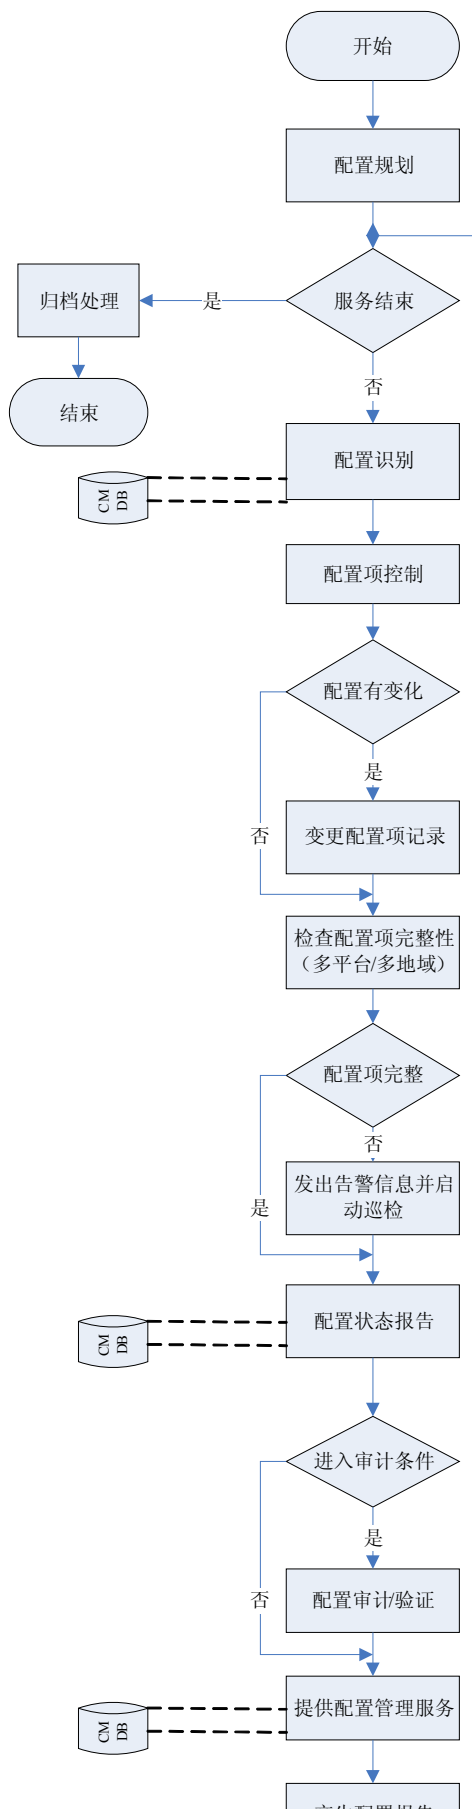 开始
配置规划
服务结束
是
归档处理
结束
否
配置识别
CM
DB
配置项控制
配置有变化
是
否
变更配置项记录
检查配置项完整性
（多平台/多地域）
配置项完整
否
是
发出告警信息并启
动巡检
配置状态报告
CM
DB
进入审计条件
是
否
配置审计/验证
提供配置管理服务
CM
DB